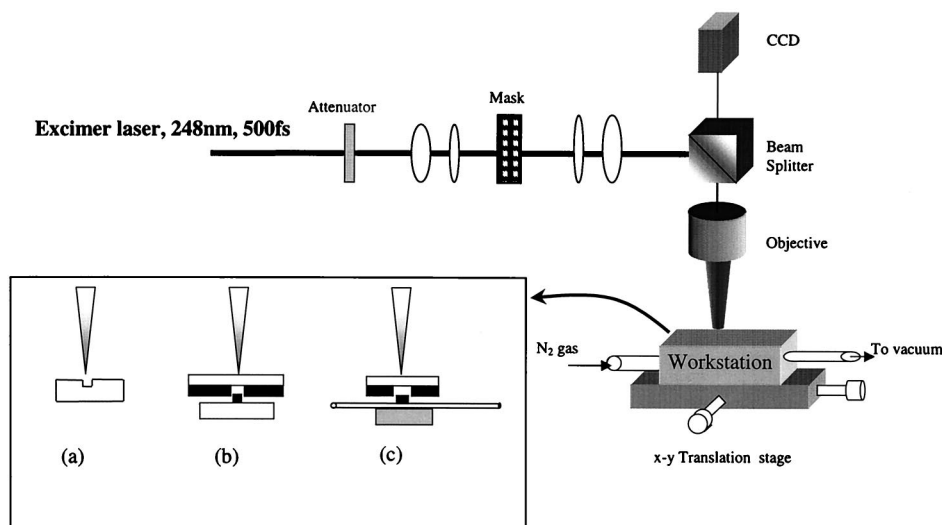 CCD
Mask
Attenuator
Excimer laser, 248nm, 500fs
Beam
Splitter
Objective
N₂ gas
Workstation
To vacuum
(a)
(b)
(c)
x-y Translation stage